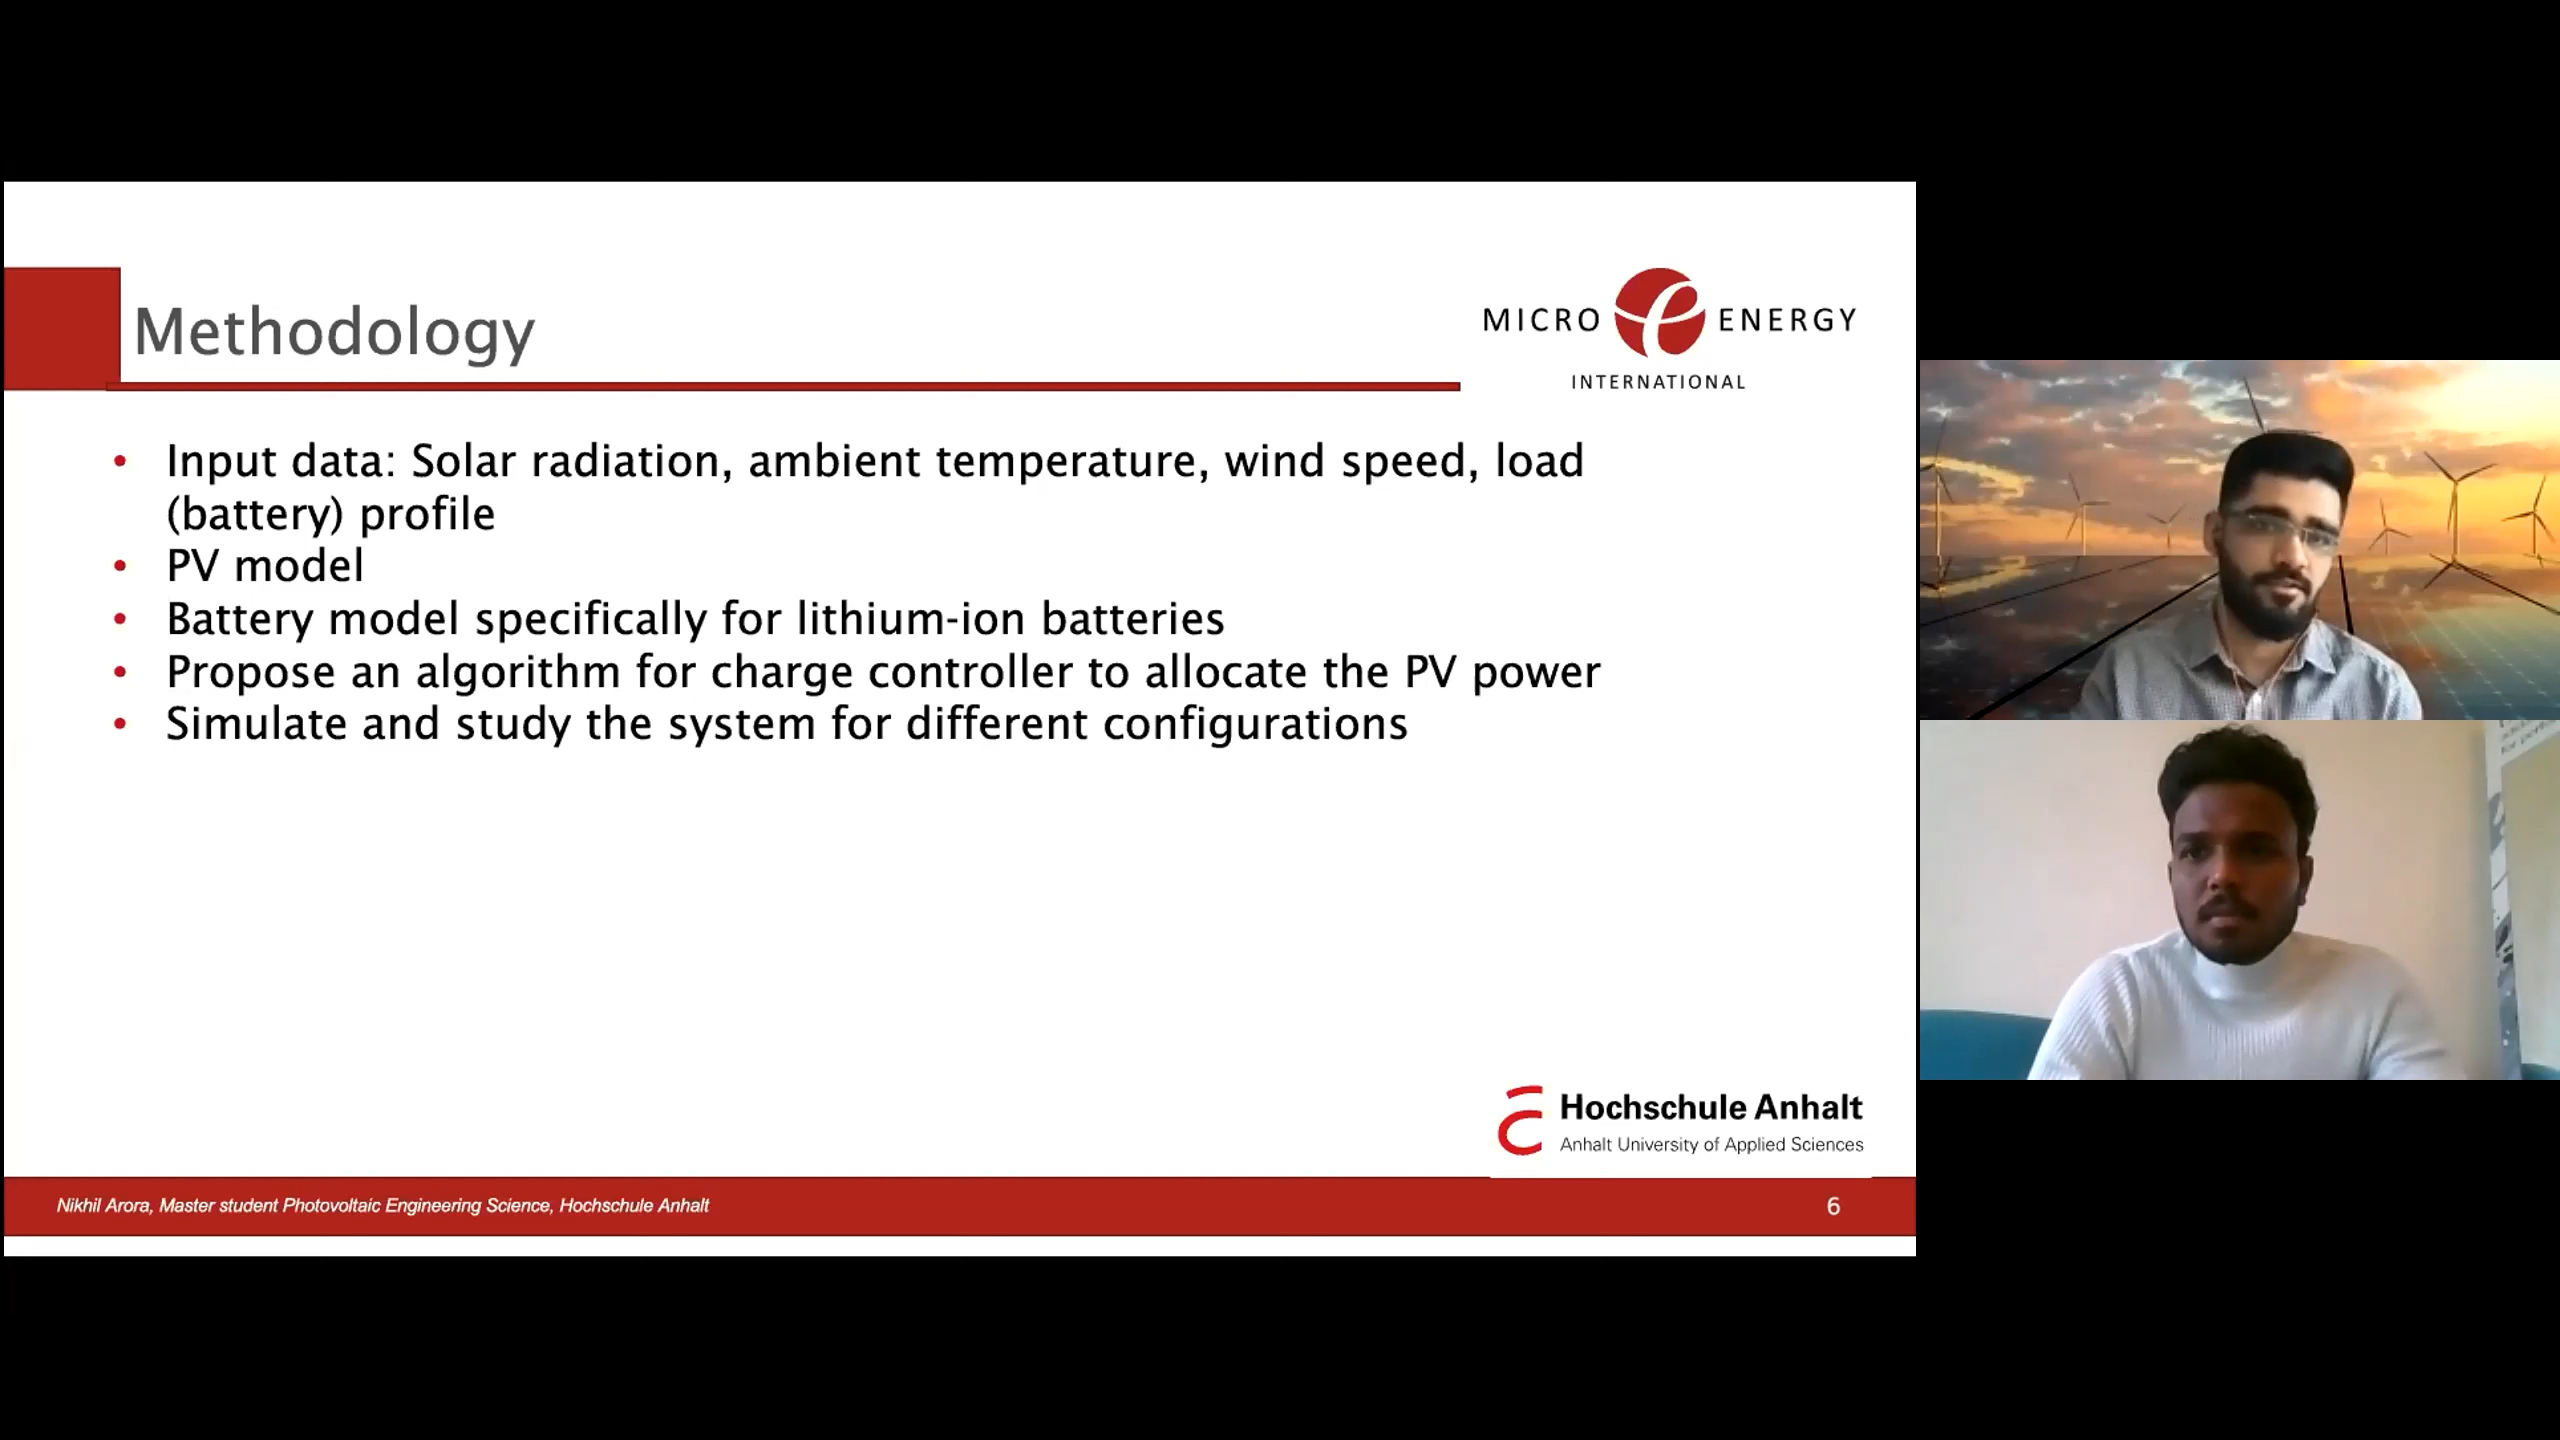 Methodology
MICRO ENERGY
INTERNATIONAL
• Input data: Solar radiation, ambient temperature, wind speed, load
(battery) profile
• PV model
• Battery model specifically for lithium-ion batteries
• Propose an algorithm for charge controller to allocate the PV power
• Simulate and study the system for different configurations
Hochschule Anhalt
Anhalt University of Applied Sciences
Nikhil Arora, Master student Photovoltaic Engineering Science, Hochschule Anhalt
6